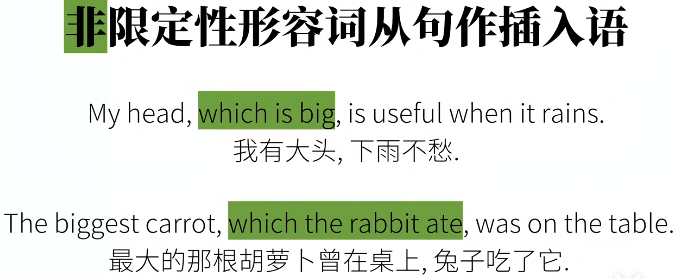 非限定性形容词从句作插入语
My head, which is big, is useful when it rains.
我有大头, 下雨不愁.
The biggest carrot, which the rabbit ate, was on the table.
最大的那根胡萝卜曾在桌上, 兔子吃了它.